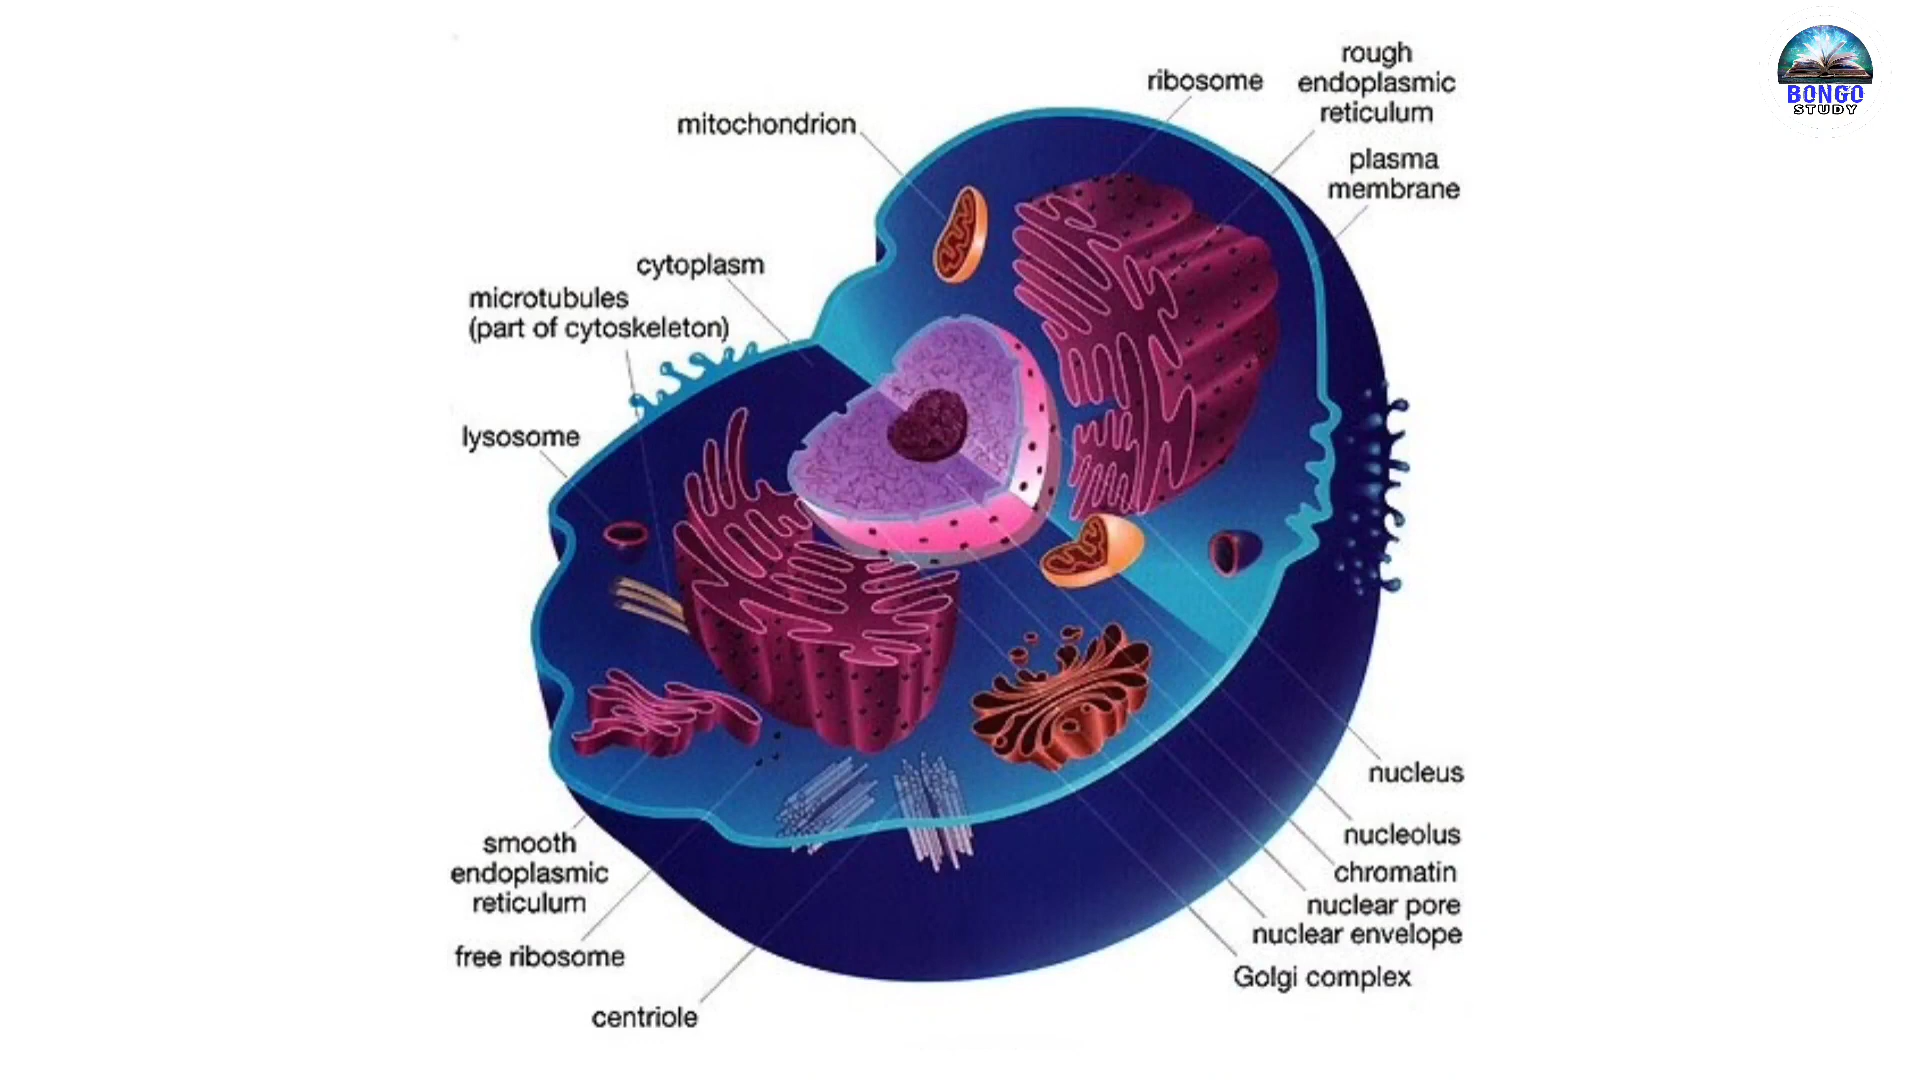 rough
endoplasmic
reticulum
ribosome
mitochondrion
plasma
membrane
cytoplasm
microtubules
(part of cytoskeleton)
lysosome
nucleus
nucleolus
chromatin
nuclear pore
nuclear envelope
Golgi complex
smooth
endoplasmic
reticulum
free ribosome
centriole
BONGO
STUDY